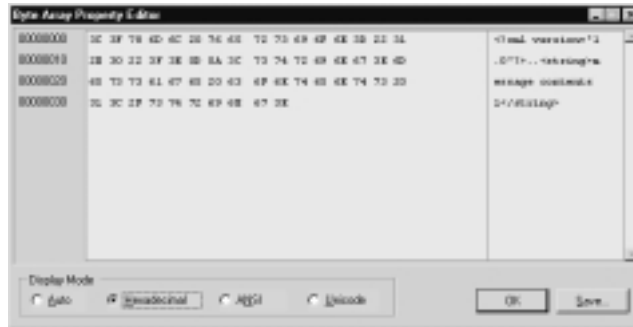 Byte Array Property Editor
00000000 3C 3F 78 6D 6C 20 76 65 72 73 69 6F 6E 3D 22 31 <?xml version="1
00000010 2E 30 22 3F 3E 0D 0A 3C 73 74 72 69 6E 67 3E 6D .0"?>..<string>m
00000020 65 73 73 61 67 65 20 63 6F 6E 74 65 6E 74 73 20 essage contents
00000030 31 3C 2F 73 74 72 69 6E 67 3E 1</string>
Display Mode
Auto Hexadecimal ANSI Unicode OK Save...